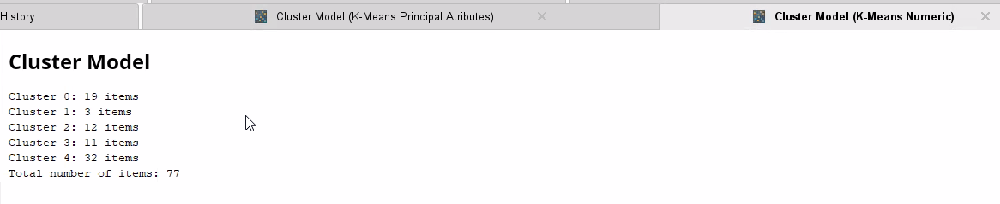 History
Cluster Model (K-Means Principal Atributes)
Cluster Model (K-Means Numeric)
Cluster Model
Cluster 0: 19 items
Cluster 1: 3 items
Cluster 2: 12 items
Cluster 3: 11 items
Cluster 4: 32 items
Total number of items: 77